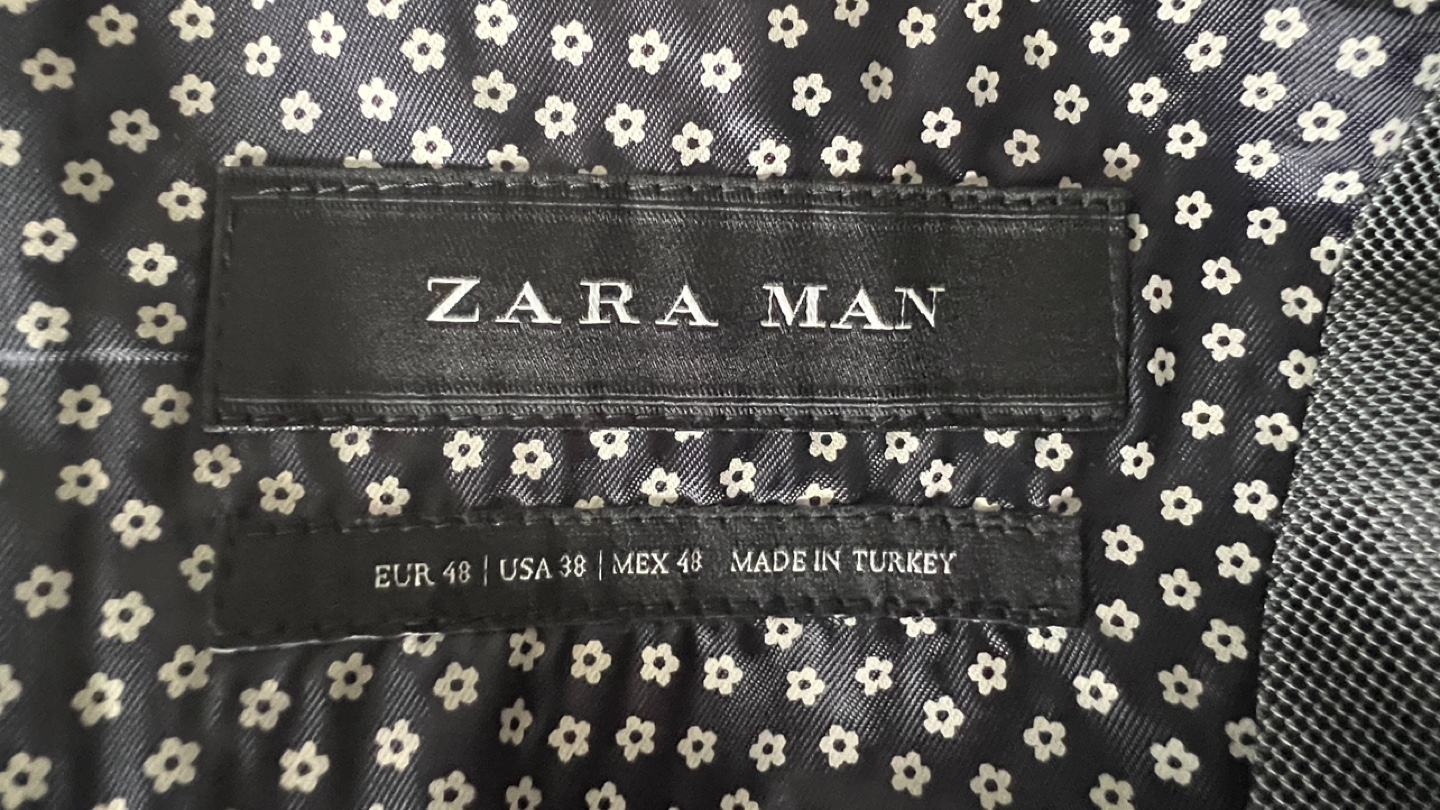 ZARA MAN
EUR 48 | USA 38 | MEX 48 MADE IN TURKEY